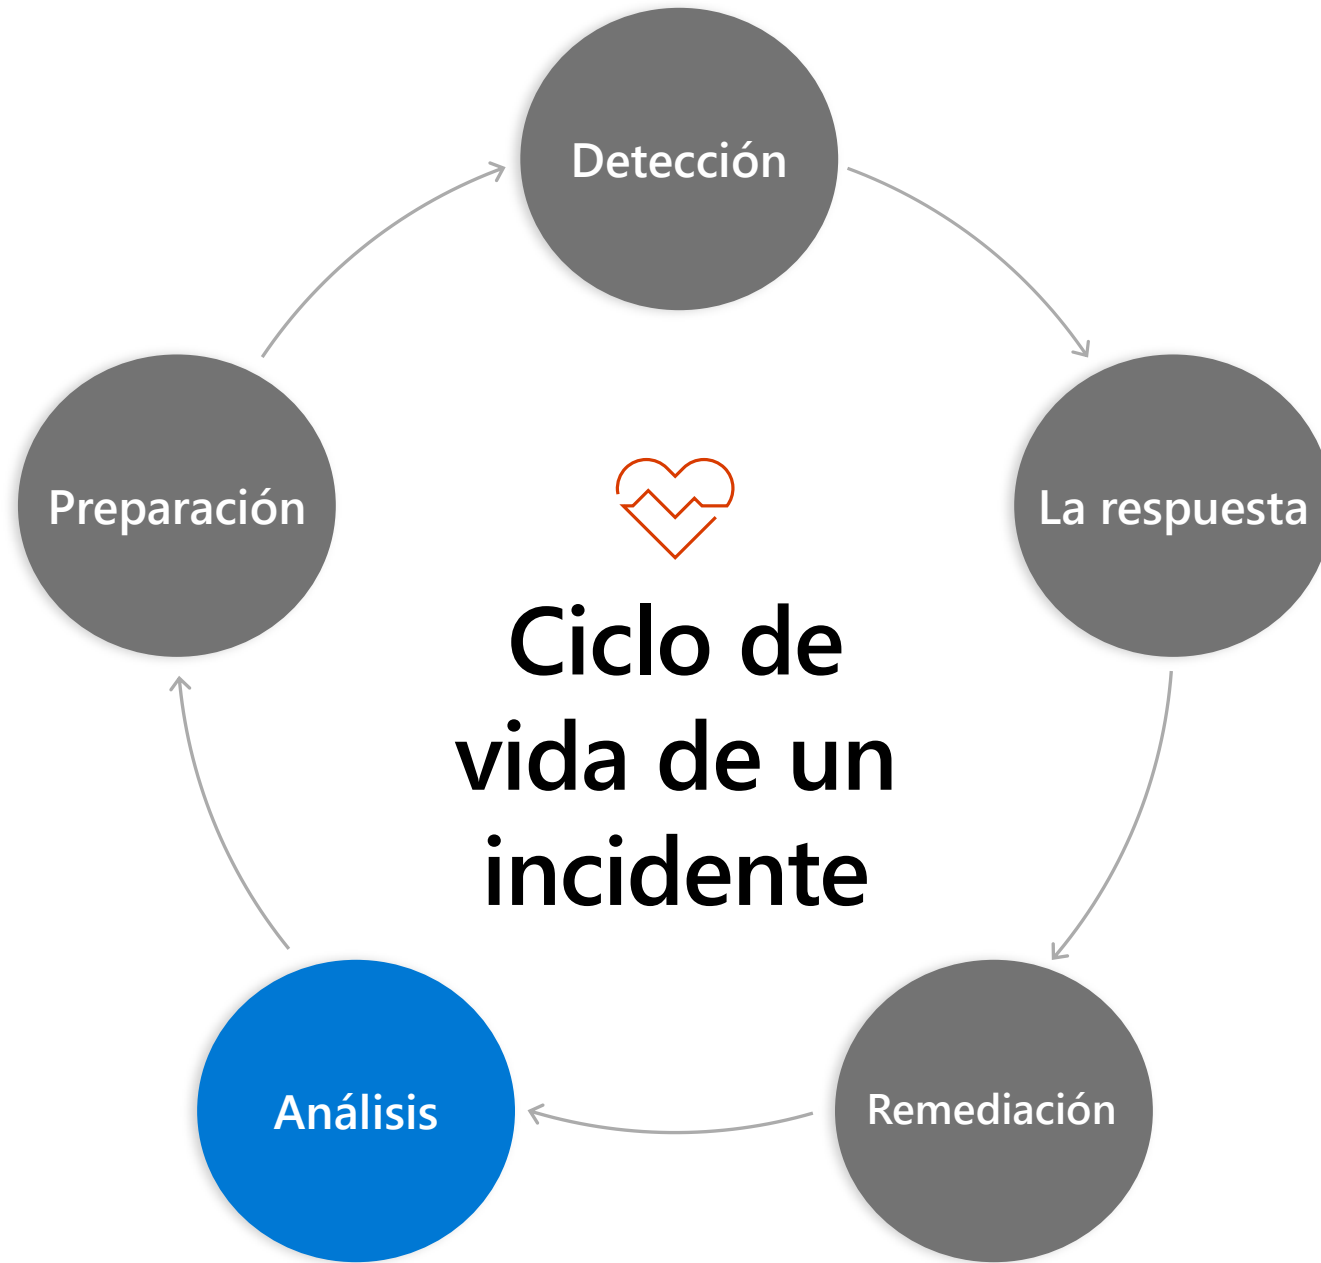 Detección
Preparación
La respuesta
Ciclo de
vida de un
incidente
Análisis
Remediación